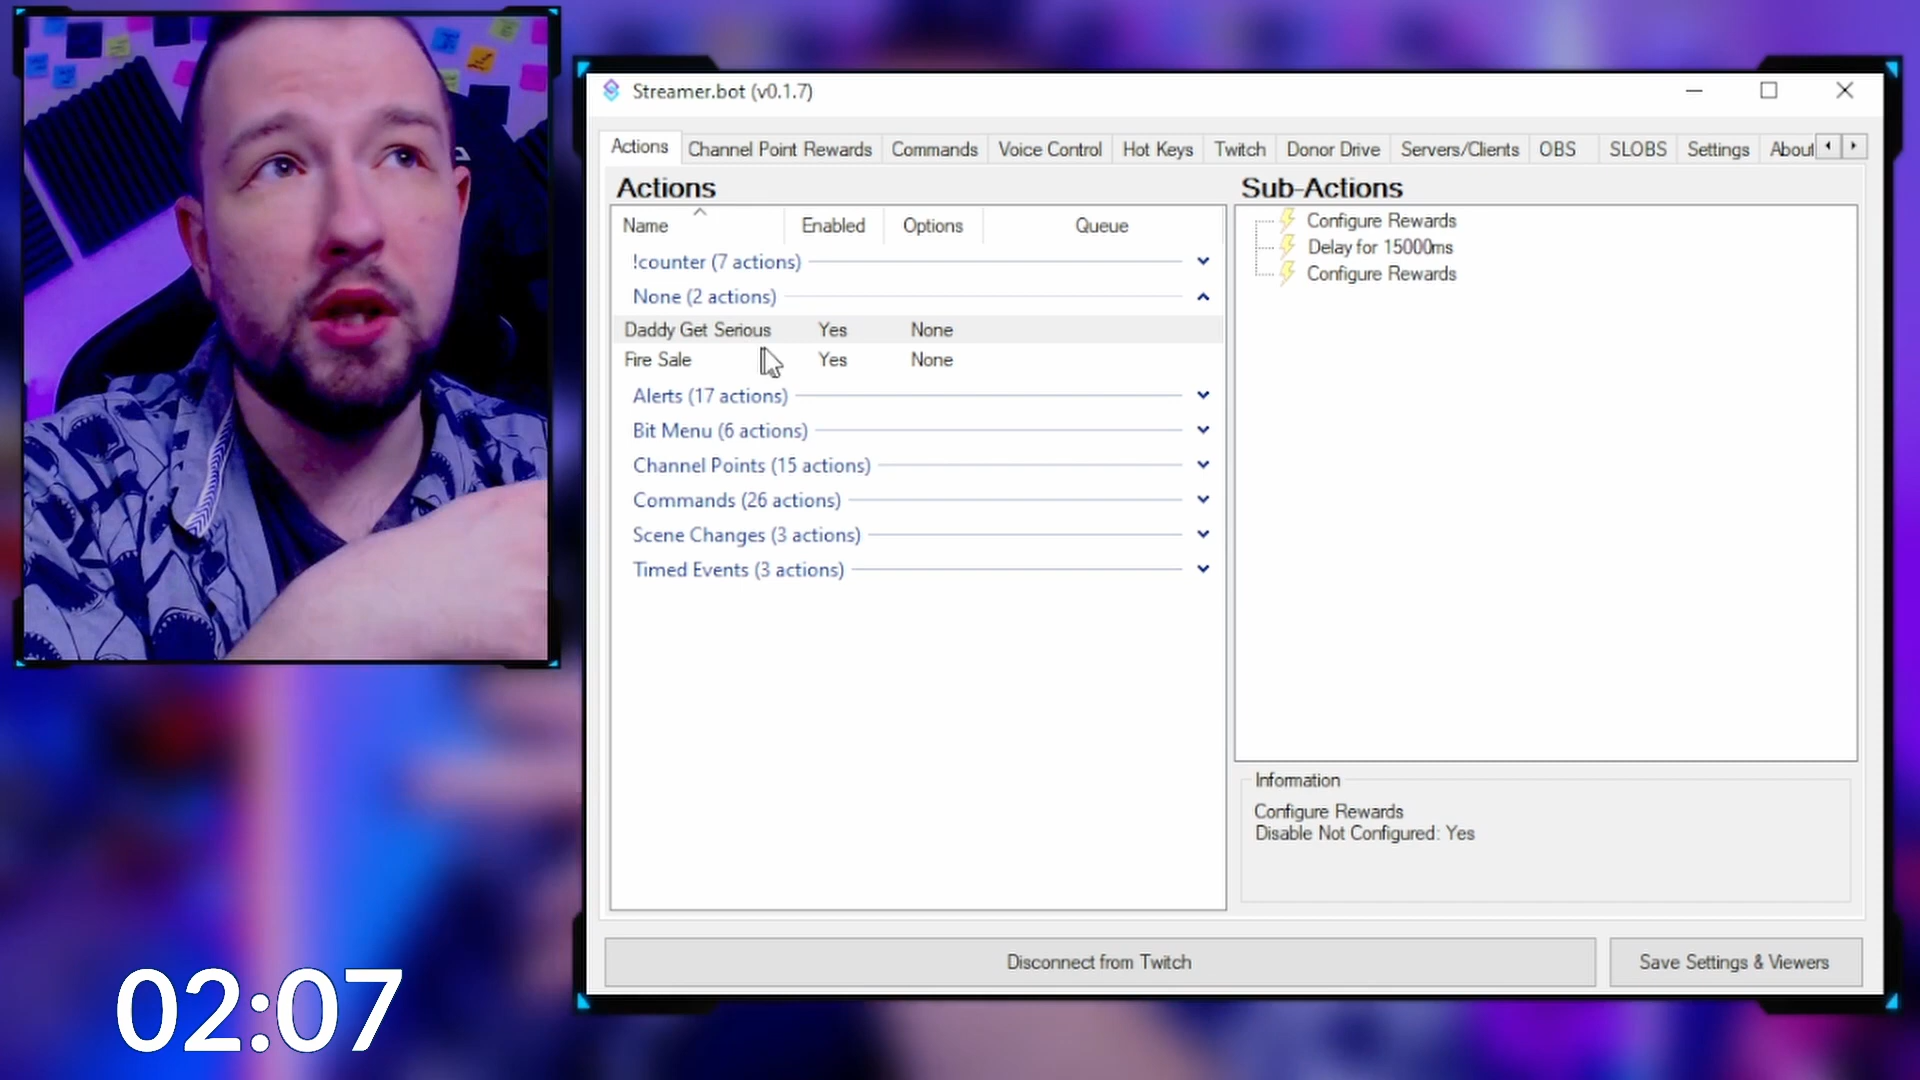 Streamer.bot (v0.1.7)
Actions Channel Point Rewards Commands Voice Control Hot Keys Twitch Donor Drive Servers/Clients OBS SLOBS Settings About
Actions
Name Enabled Options Queue
!counter (7 actions)
None (2 actions)
Daddy Get Serious Yes None
Fire Sale Yes None
Alerts (17 actions)
Bit Menu (6 actions)
Channel Points (15 actions)
Commands (26 actions)
Scene Changes (3 actions)
Timed Events (3 actions)
Sub-Actions
Configure Rewards
Delay for 15000ms
Configure Rewards
Information
Configure Rewards
Disable Not Configured: Yes
Disconnect from Twitch Save Settings & Viewers
02:07